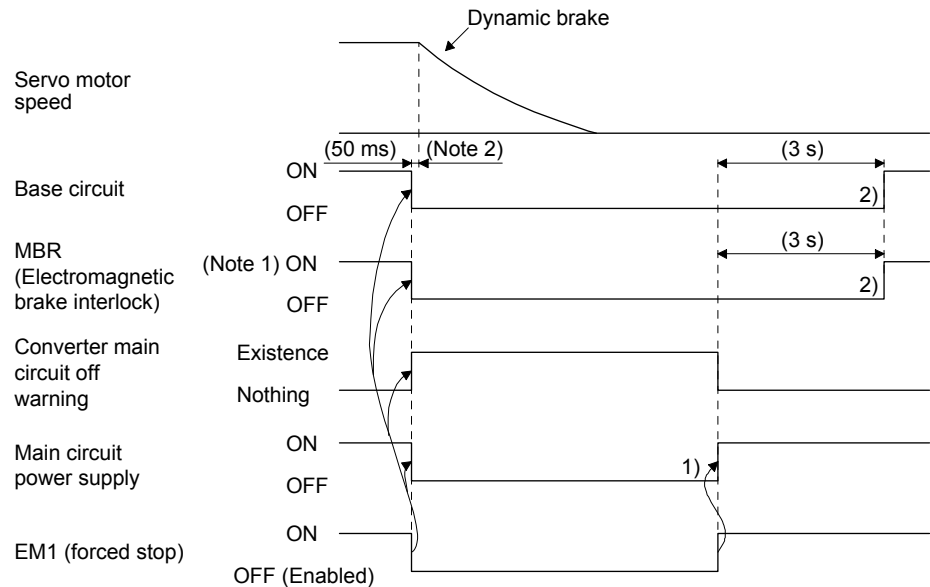 Dynamic brake
Servo motor
speed
(50 ms)
(Note 2)
(3 s)
Base circuit
ON
OFF
2)
MBR
(Electromagnetic
brake interlock)
(Note 1) ON
OFF
(3 s)
2)
Converter main
circuit off
warning
Existence
Nothing
Main circuit
power supply
ON
OFF
1)
EM1 (forced stop)
ON
OFF (Enabled)